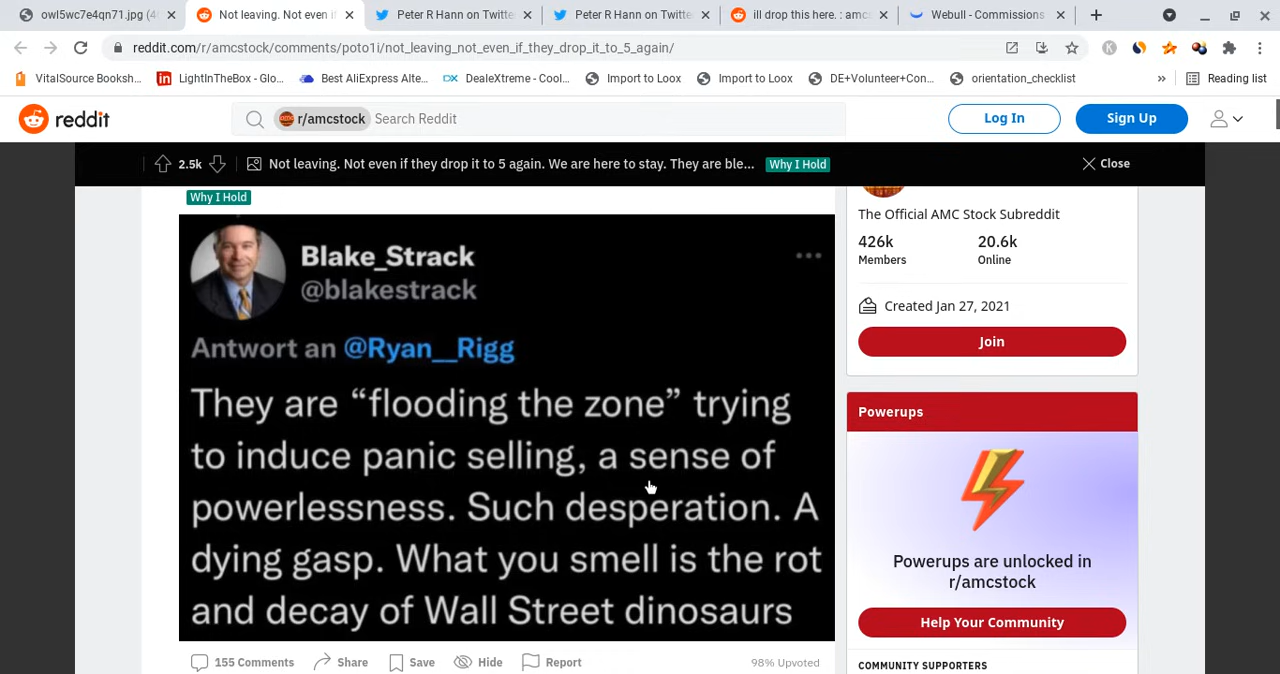 owl5wc7e4qn71.jpg (4
Not leaving. Not even if
Peter R Hann on Twitte
Peter R Hann on Twitte
ill drop this here. : amc
Webull - Commissions
reddit.com/r/amcstock/comments/poto1i/not_leaving_not_even_if_they_drop_it_to_5_again/
VitalSource Booksh...
LightInTheBox - Glo...
Best AliExpress Alte...
DX DealeXtreme - Cool...
Import to Loox
Import to Loox
DE+Volunteer+Con...
orientation_checklist
»
Reading list
reddit
r/amcstock Search Reddit
Log In
Sign Up
2.5k
Not leaving. Not even if they drop it to 5 again. We are here to stay. They are ble...
Why I Hold
Close
Why I Hold
Blake_Strack
@blakestrack
Antwort an @Ryan__Rigg
They are “flooding the zone” trying
to induce panic selling, a sense of
powerlessness. Such desperation. A
dying gasp. What you smell is the rot
and decay of Wall Street dinosaurs
155 Comments
Share
Save
Hide
Report
98% Upvoted
The Official AMC Stock Subreddit
426k
20.6k
Members
Online
Created Jan 27, 2021
Join
Powerups
Powerups are unlocked in
r/amcstock
Help Your Community
COMMUNITY SUPPORTERS